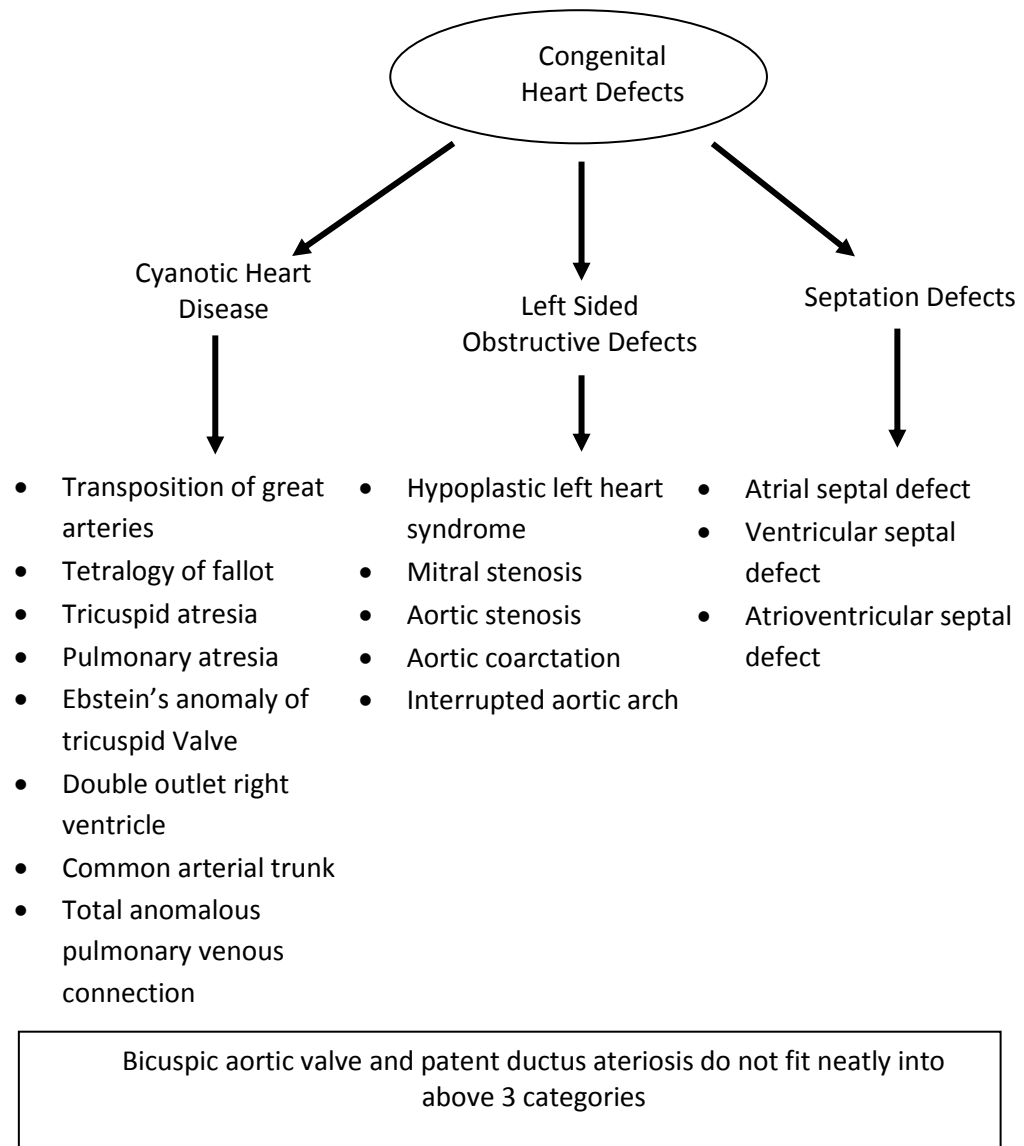 Congenital
Heart Defects
Cyanotic Heart
Disease
Left Sided
Obstructive Defects
Septation Defects
• Transposition of great
arteries
• Tetralogy of fallot
• Tricuspid atresia
• Pulmonary atresia
• Ebstein’s anomaly of
tricuspid Valve
• Double outlet right
ventricle
• Common arterial trunk
• Total anomalous
pulmonary venous
connection
• Hypoplastic left heart
syndrome
• Mitral stenosis
• Aortic stenosis
• Aortic coarctation
• Interrupted aortic arch
• Atrial septal defect
• Ventricular septal
defect
• Atrioventricular septal
defect
Bicuspic aortic valve and patent ductus ateriosis do not fit neatly into
above 3 categories